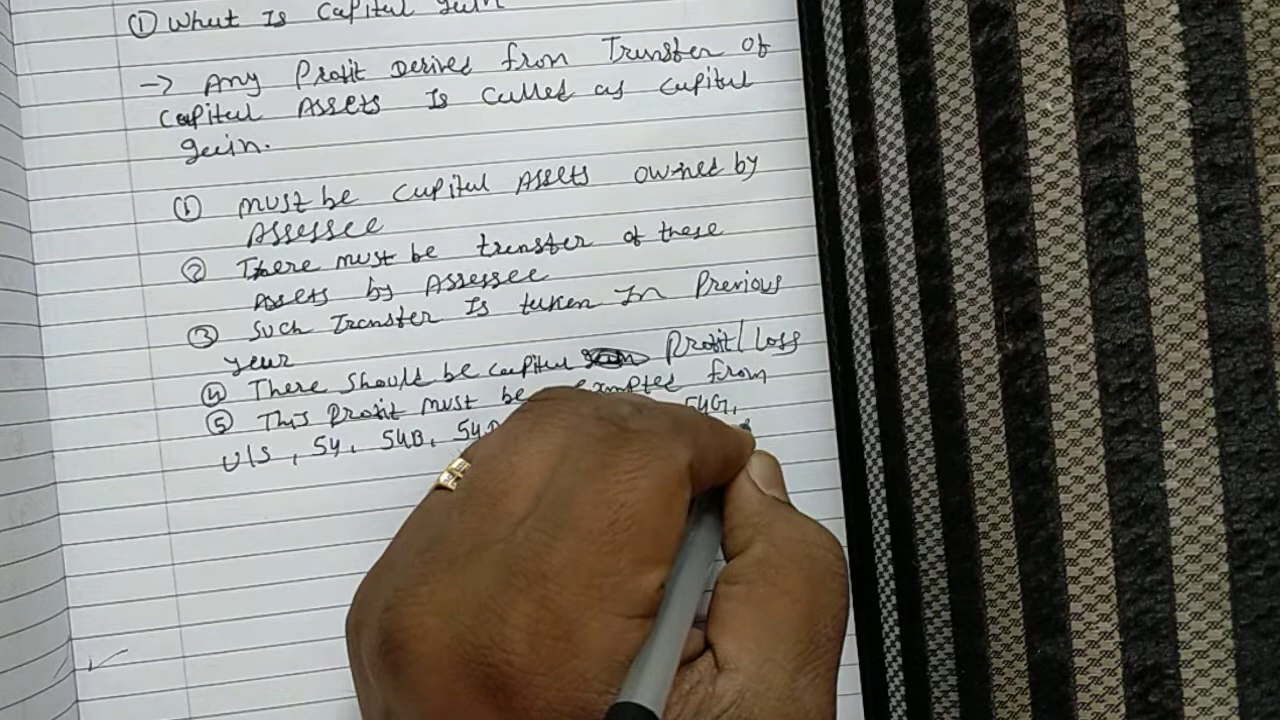 ① What Is Capital gain
→ Any Profit Derived from Transfer of
Capital Assets Is Called as Capital
gain.
① must be Capital Assets owned by
Assessee
② There must be transfer of these
Assets by Assessee
③ Such Transfer Is taken In Previous
year
④ There should be capital Profit/Loss
⑤ This Profit must be from
U/S , 54, 54B, 54G,